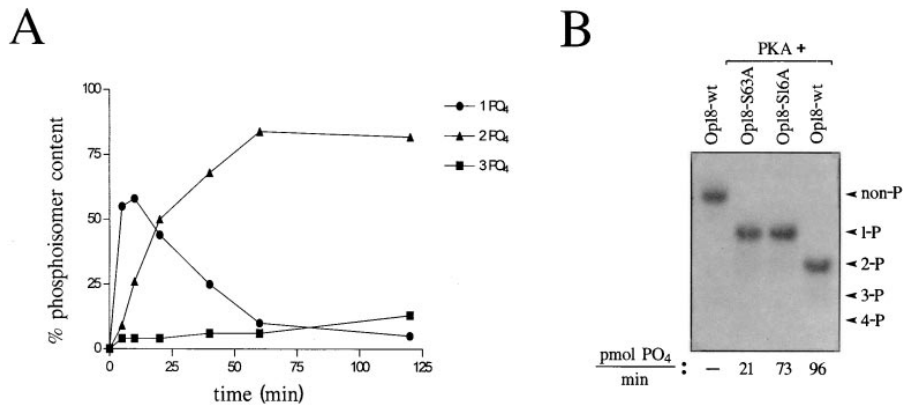 A
% phosphoisomer content
100
75
50
25
0
0 25 50 75 100 125
time (min)
1 PO₄
2 PO₄
3 PO₄
B
PKA +
Op18-wt
Op18-S63A
Op18-S16A
Op18-wt
non-P
1-P
2-P
3-P
4-P
pmol PO₄
min
: – 21 73 96